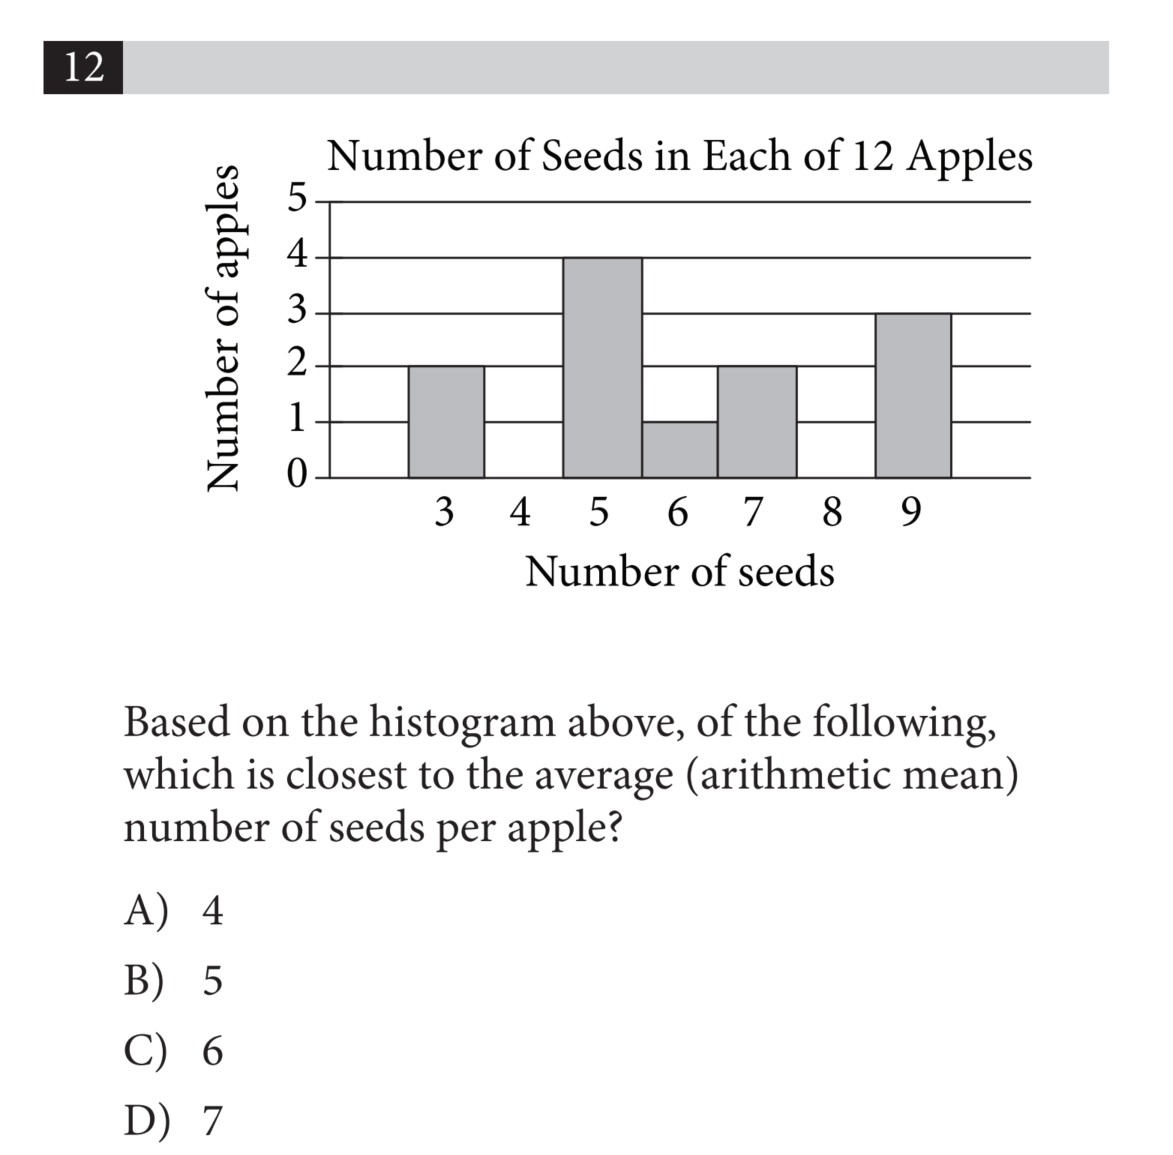 12
Number of Seeds in Each of 12 Apples
Number of apples
5
4
3
2
1
0
3 4 5 6 7 8 9
Number of seeds
Based on the histogram above, of the following,
which is closest to the average (arithmetic mean)
number of seeds per apple?
A) 4
B) 5
C) 6
D) 7